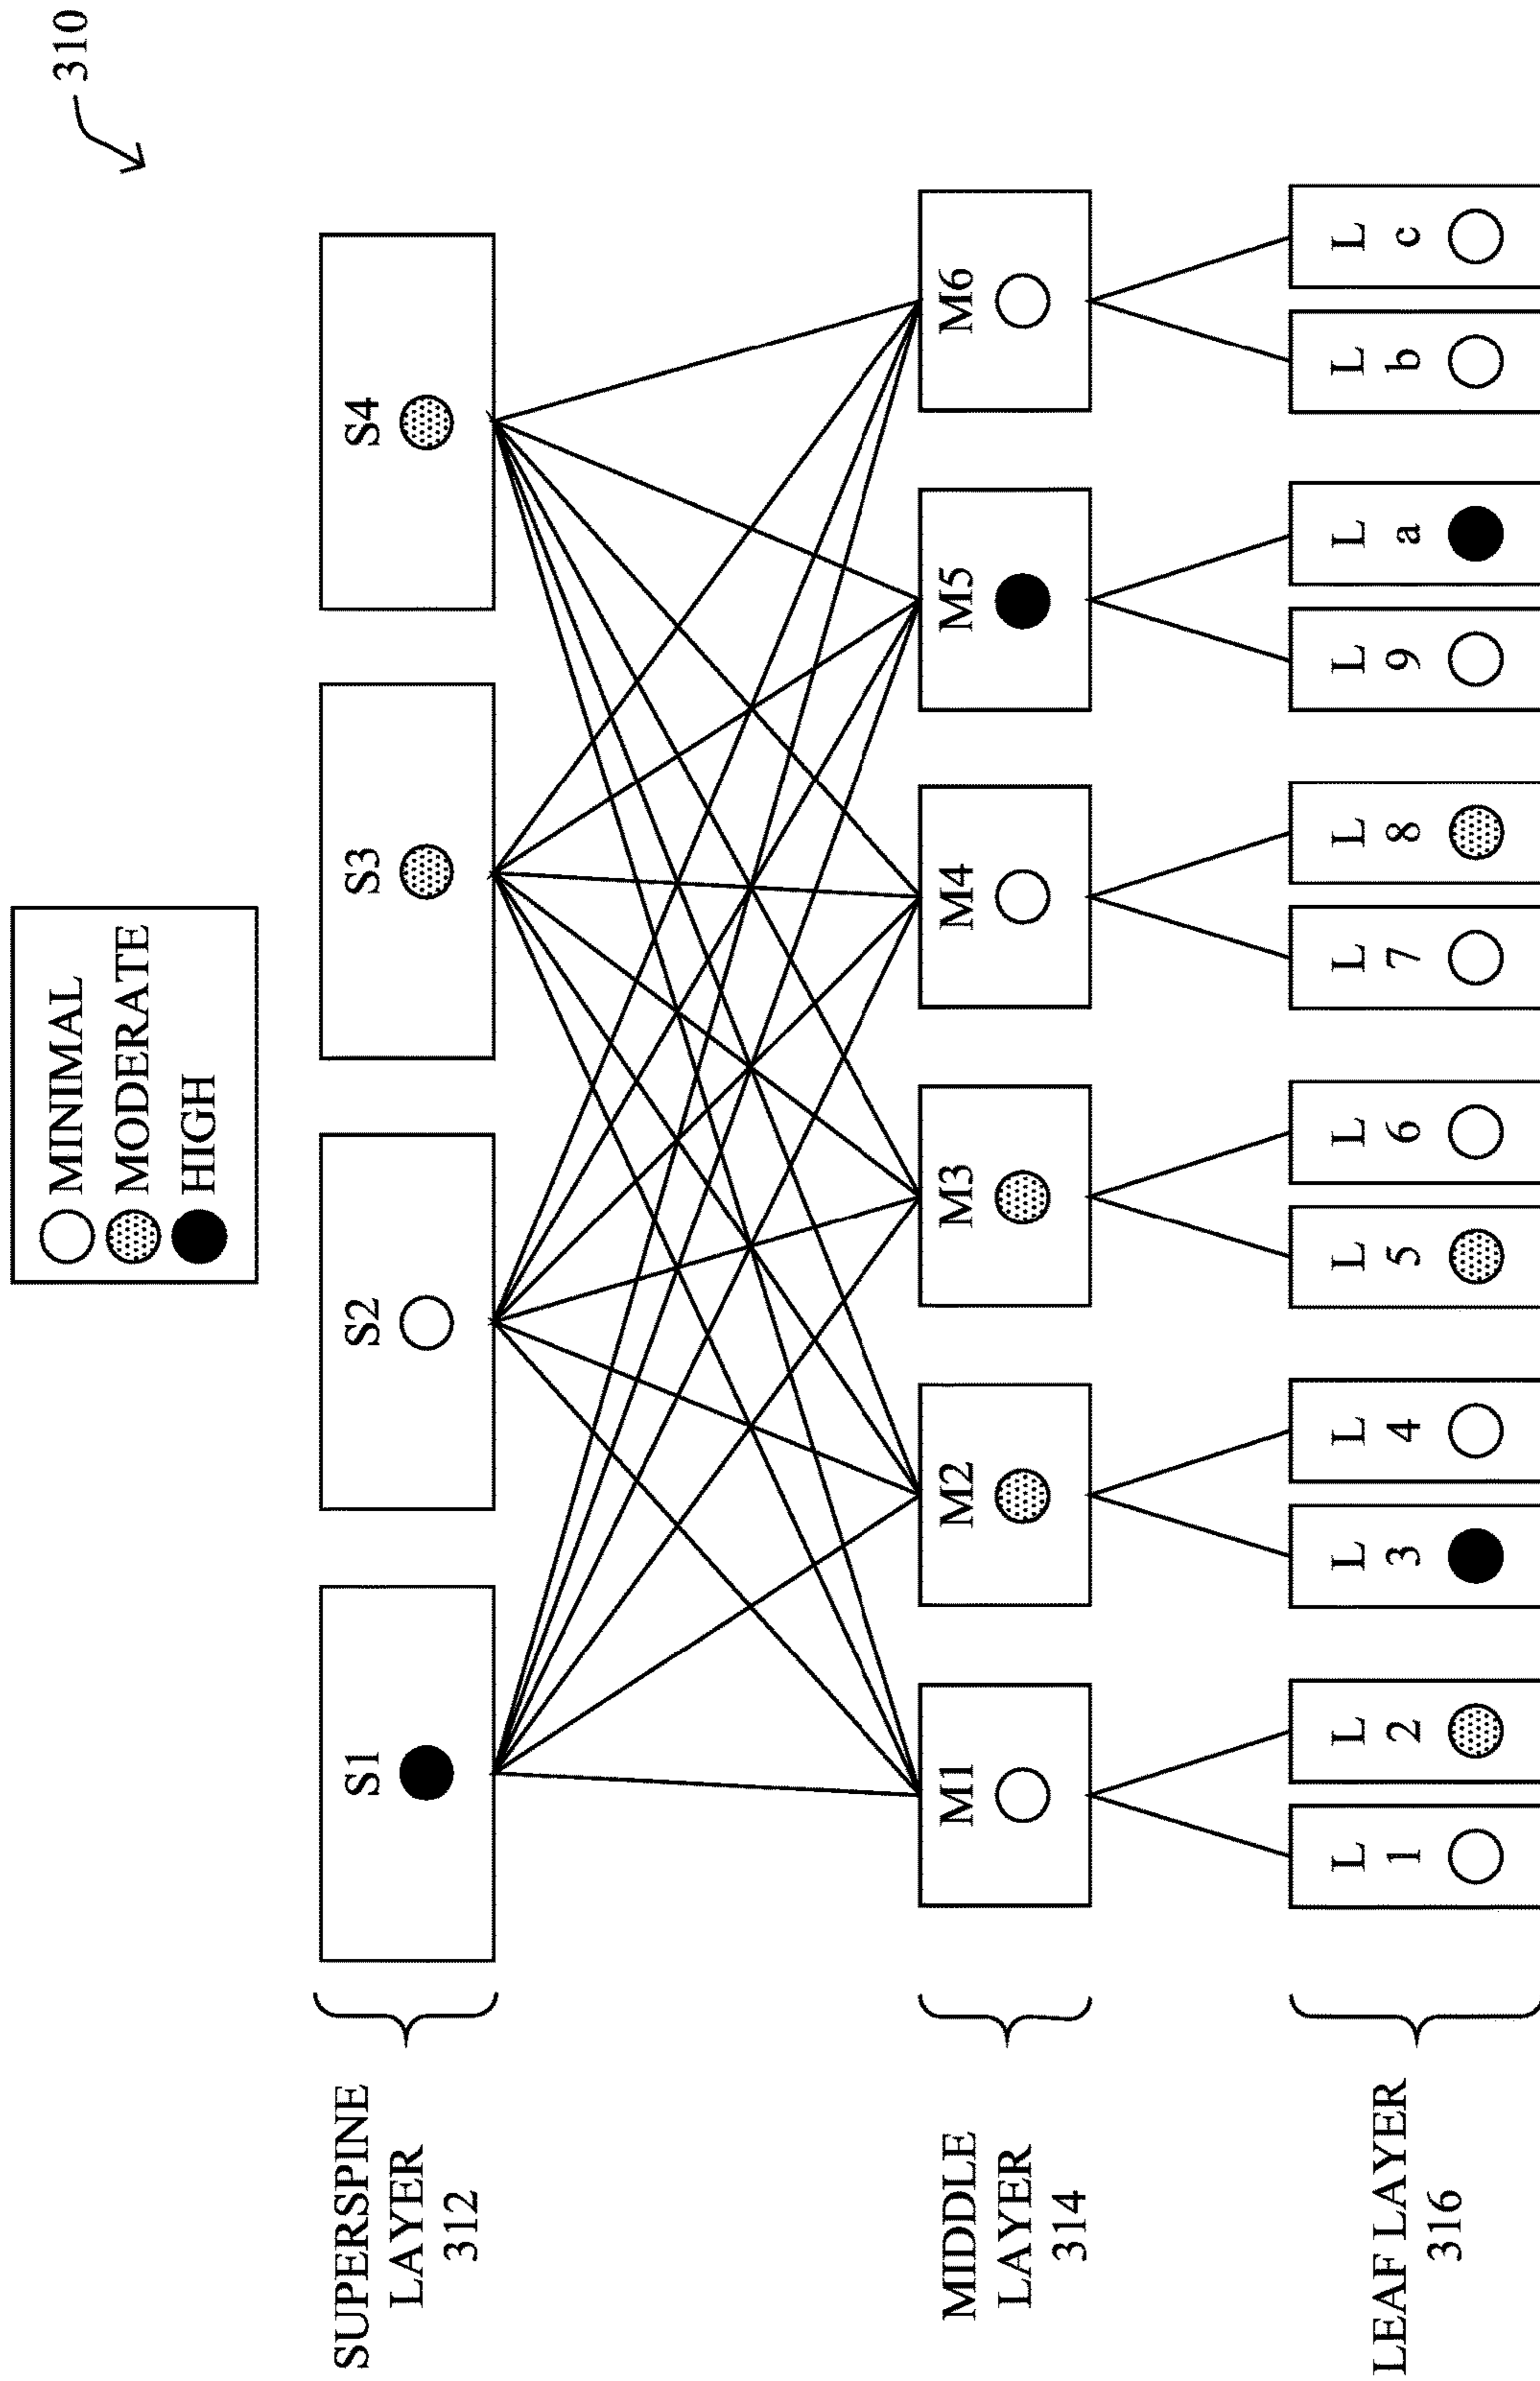 310
MINIMAL
MODERATE
HIGH
SUPERSPINE
LAYER
312
S1
S2
S3
S4
MIDDLE
LAYER
314
M1
M2
M3
M4
M5
M6
LEAF LAYER
316
L
1
L
2
L
3
L
4
L
5
L
6
L
7
L
8
L
9
L
a
L
b
L
c